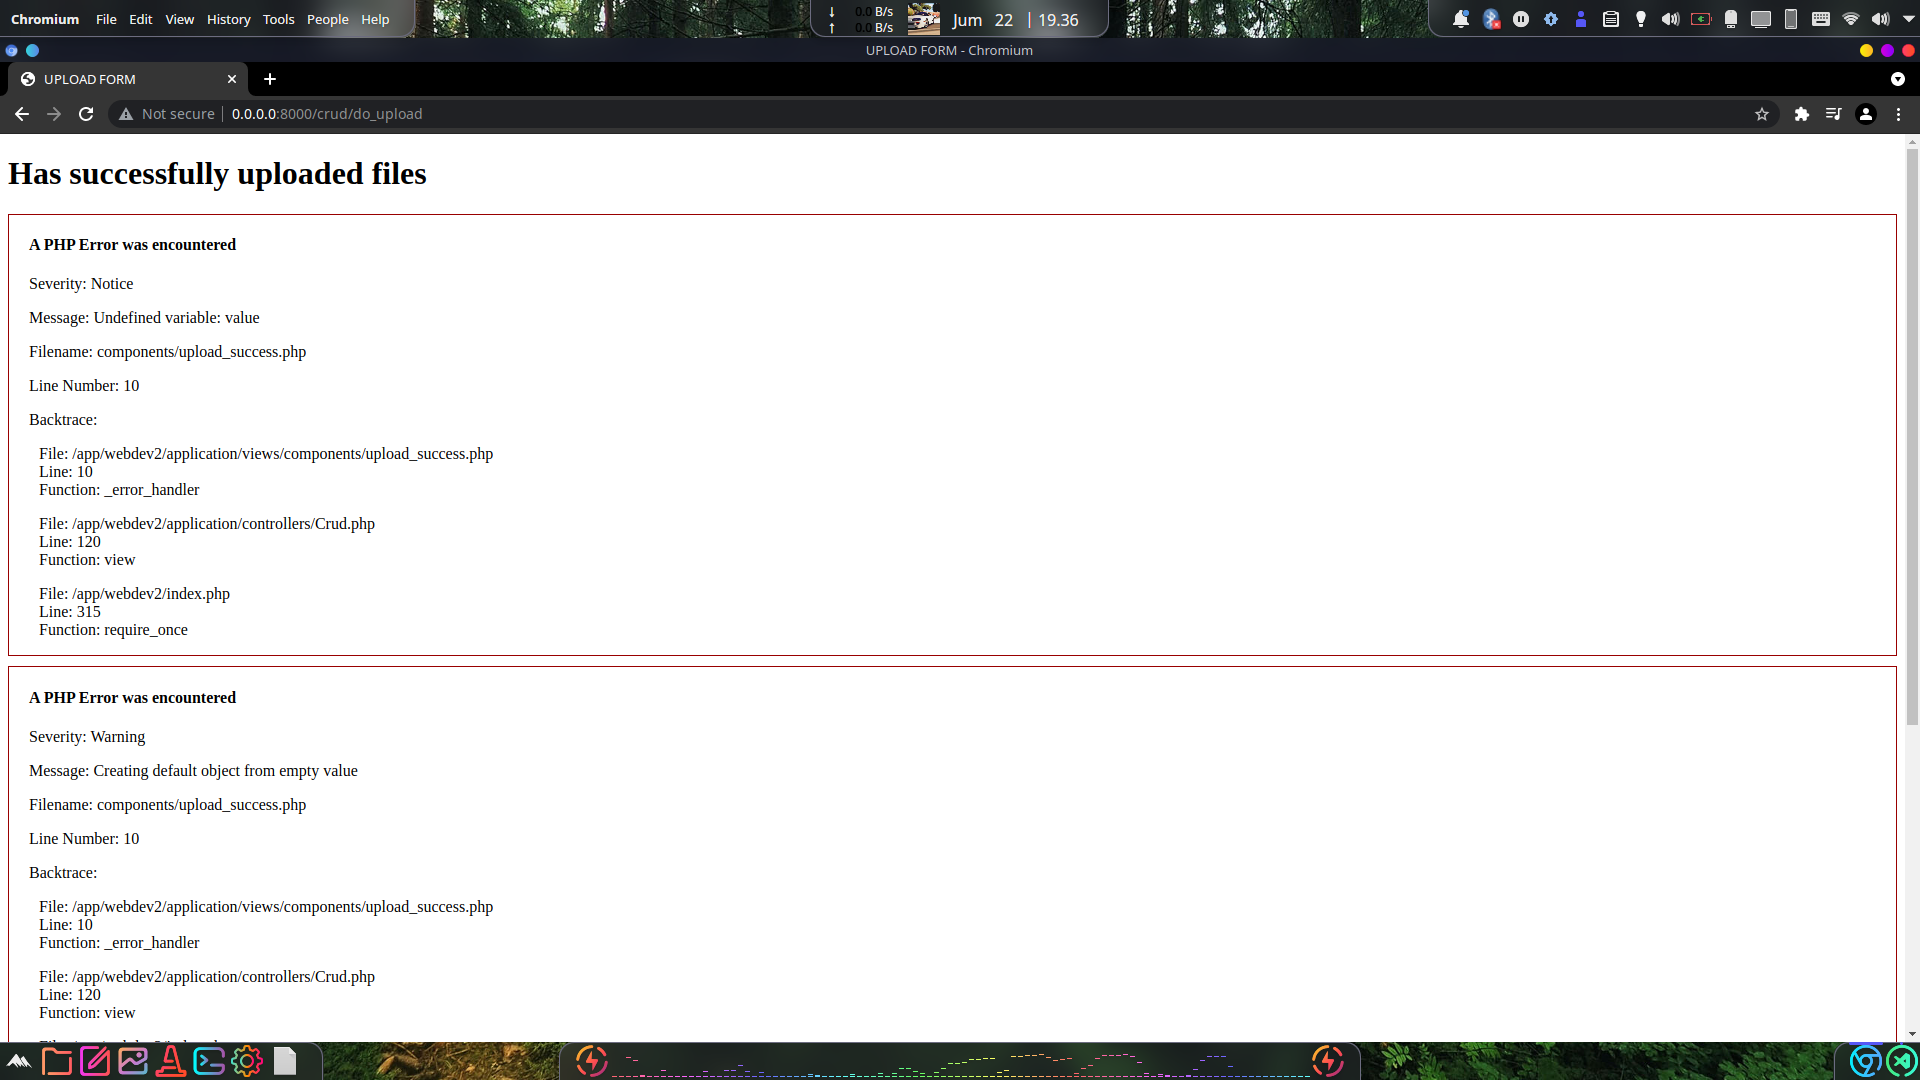 Chromium File Edit View History Tools People Help
0.0 B/s
0.0 B/s
Jum 22 | 19.36
UPLOAD FORM - Chromium
UPLOAD FORM
Not secure 0.0.0.0:8000/crud/do_upload
Has successfully uploaded files
A PHP Error was encountered
Severity: Notice
Message: Undefined variable: value
Filename: components/upload_success.php
Line Number: 10
Backtrace:
File: /app/webdev2/application/views/components/upload_success.php
Line: 10
Function: _error_handler
File: /app/webdev2/application/controllers/Crud.php
Line: 120
Function: view
File: /app/webdev2/index.php
Line: 315
Function: require_once
A PHP Error was encountered
Severity: Warning
Message: Creating default object from empty value
Filename: components/upload_success.php
Line Number: 10
Backtrace:
File: /app/webdev2/application/views/components/upload_success.php
Line: 10
Function: _error_handler
File: /app/webdev2/application/controllers/Crud.php
Line: 120
Function: view